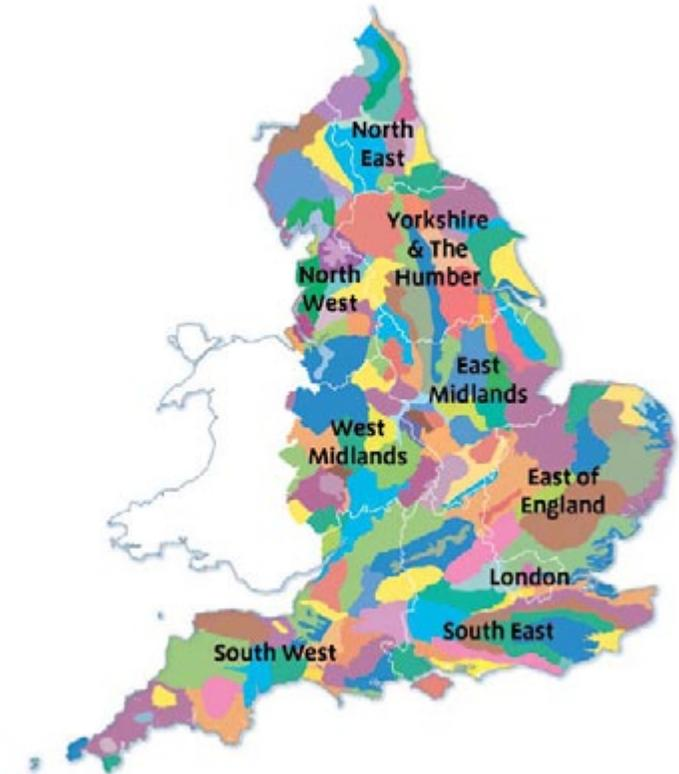 North
East
Yorkshire
& The
Humber
North
West
East
Midlands
West
Midlands
East of
England
London
South East
South West